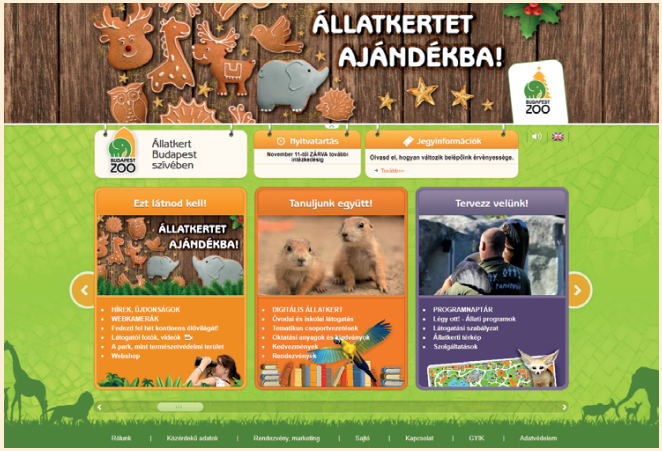 ÁLLATKERTET
AJÁNDÉKBA!
BUDAPEST
ZOO
BUDAPEST
ZOO
Állatkert
Budapest
szívében
Nyitvatartás
November 11-től ZÁRVA további
intézkedésig
Jegyinformációk
Olvasd el, hogyan változik belépőink érvényessége.
Tovább
Ezt látnod kell!
ÁLLATKERTET
AJÁNDÉKBA!
HÍREK, ÚJDONSÁGOK
WEBKAMERÁK
Fedezd fel hét kontinens élővilágát!
Látogatói fotók, videók
A park, mint természetvédelmi terület
Webshop
Tanuljunk együtt!
DIGITÁLIS ÁLLATKERT
Óvodai és iskolai látogatás
Tematikus csoportvezetések
Oktatási anyagok és kiadványok
Kedvezmények
Rendezvények
Tervezz velünk!
PROGRAMNAPTÁR
Légy ott! - Állati programok
Látogatási szabályzat
Állatkerti térkép
Szolgáltatások
Rólunk | Közérdekű adatok | Rendezvény, marketing | Sajtó | Kapcsolat | GYIK | Adatvédelem